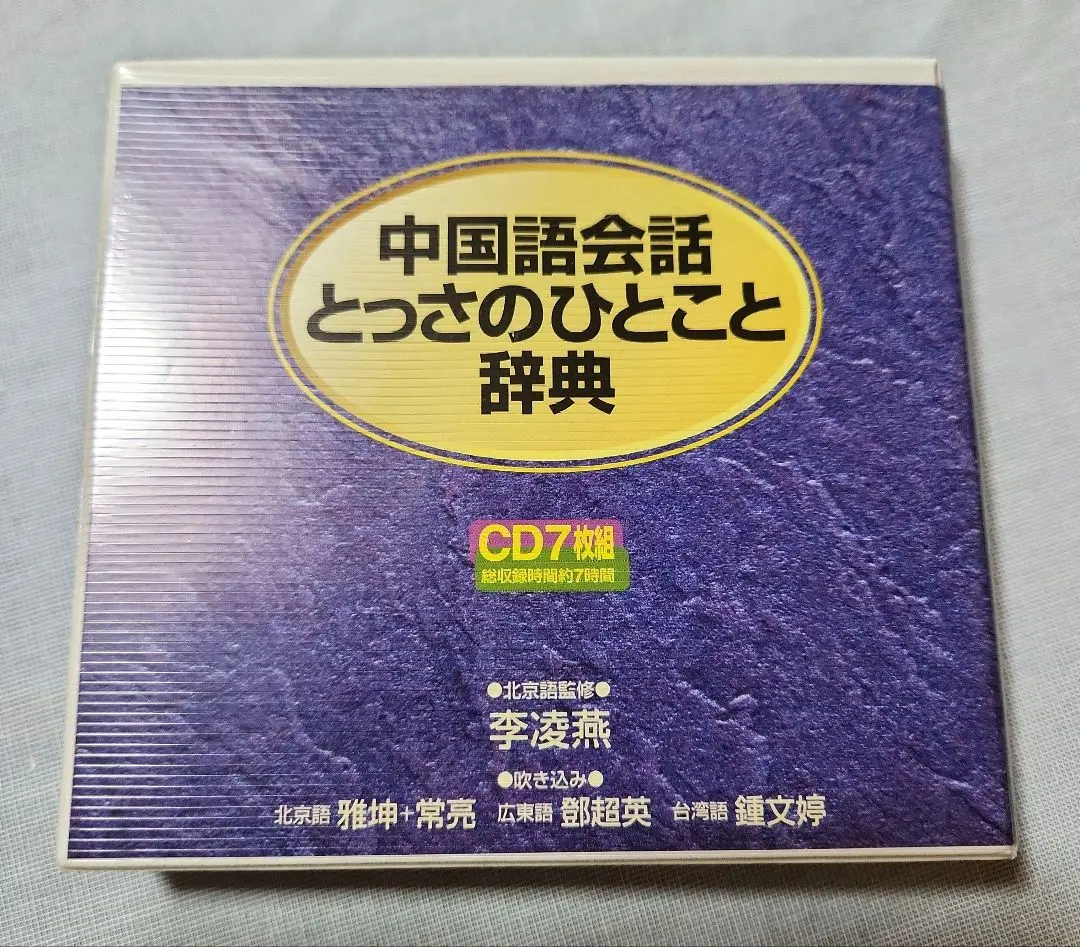 中国語会話
とっさのひとこと
辞典
CD7枚組
総収録時間約7時間
●北京語監修●
李凌燕
●吹き込み●
北京語 雅坤+常亮 広東語 鄧超英 台湾語 鍾文婷